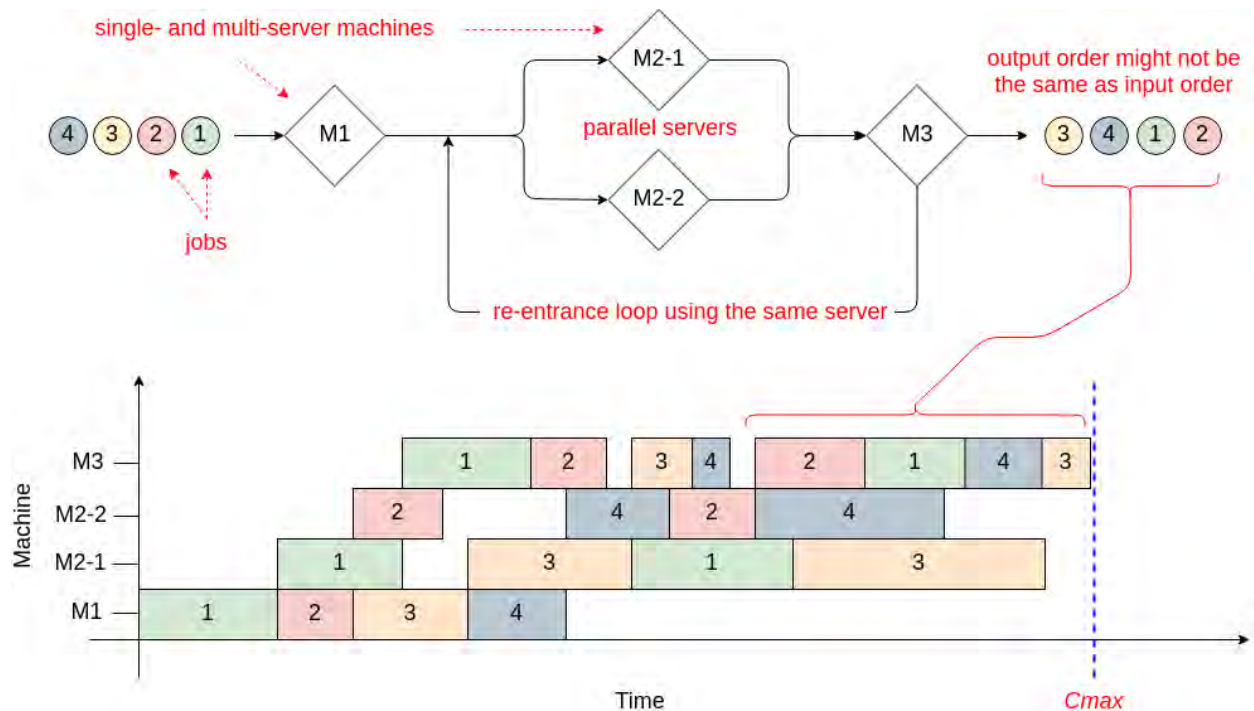 single- and multi-server machines
M2-1
output order might not be
the same as input order
4 3 2 1
M1
parallel servers
M3
3 4 1 2
M2-2
jobs
re-entrance loop using the same server
Machine
M3
1 2 3 4 2 1 4 3
M2-2
2 4 2 4
M2-1
1 3 1 3
M1
1 2 3 4
Time
Cmax